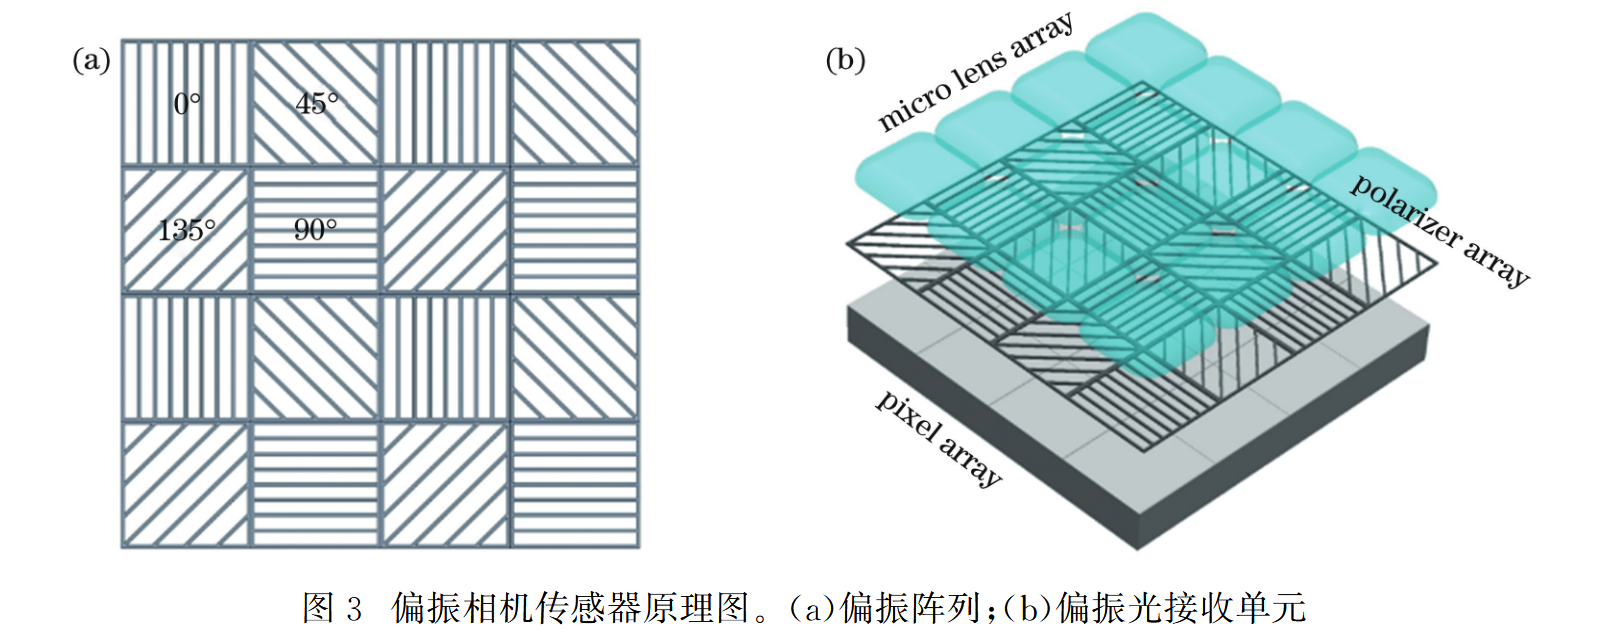 (a)
0°
45°
135°
90°
(b)
micro lens array
polarizer array
pixel array
图 3 偏振相机传感器原理图。(a)偏振阵列;(b)偏振光接收单元